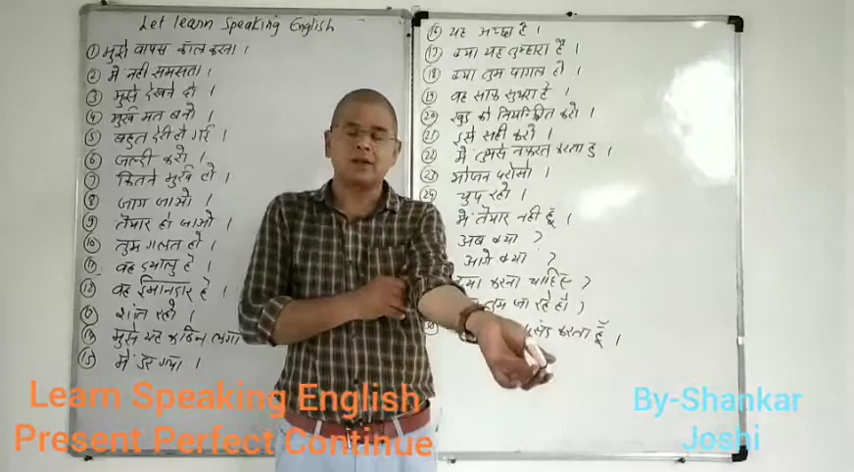 Let learn Speaking English
① मुझे वापस कॉल करना ।
② मैं नही समझता ।
③ मुझे देखने दो ।
④ मुर्ख मत बनो ।
⑤ बहुत देरी हो गई ।
⑥ जल्दी करो ।
⑦ कितने मुर्ख हो ।
⑧ जाग जाओ ।
⑨ तैयार हो जाओ ।
⑩ तुम गलत हो ।
⑪ वह दयालु है ।
वह ईमानदार है ।
शांत रहो ।
⑭ मुझे यह कठिन लगा
⑮ मैं डर गया ।
⑯ यह अच्छा है ।
⑰ क्या यह तुम्हारा है ।
⑱ क्या तुम पागल हो ।
⑲ वह साफ सुथरा है ।
⑳ खुद को नियन्त्रित करो ।
㉑ इसे सही करो ।
㉒ मैं तुमसे नफरत करता हु ।
㉓ भोजन परोसो ।
㉔ चुप रहो ।
मैं तैयार नही हूँ ।
अब क्या ?
आगे क्या ?
क्या करना चाहिए ?
तुम जा रहे हो ?
पसंद करता हूँ ।
Learn Speaking English
Present Perfect Continue
By-Shankar
Joshi